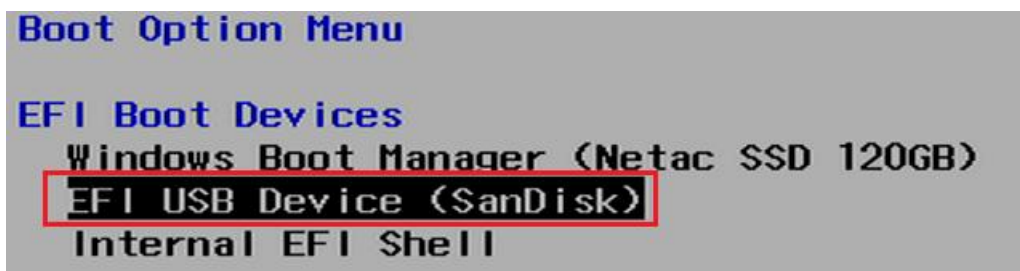 Boot Option Menu
EFI Boot Devices
Windows Boot Manager (Netac SSD 120GB)
EFI USB Device (SanDisk)
Internal EFI Shell